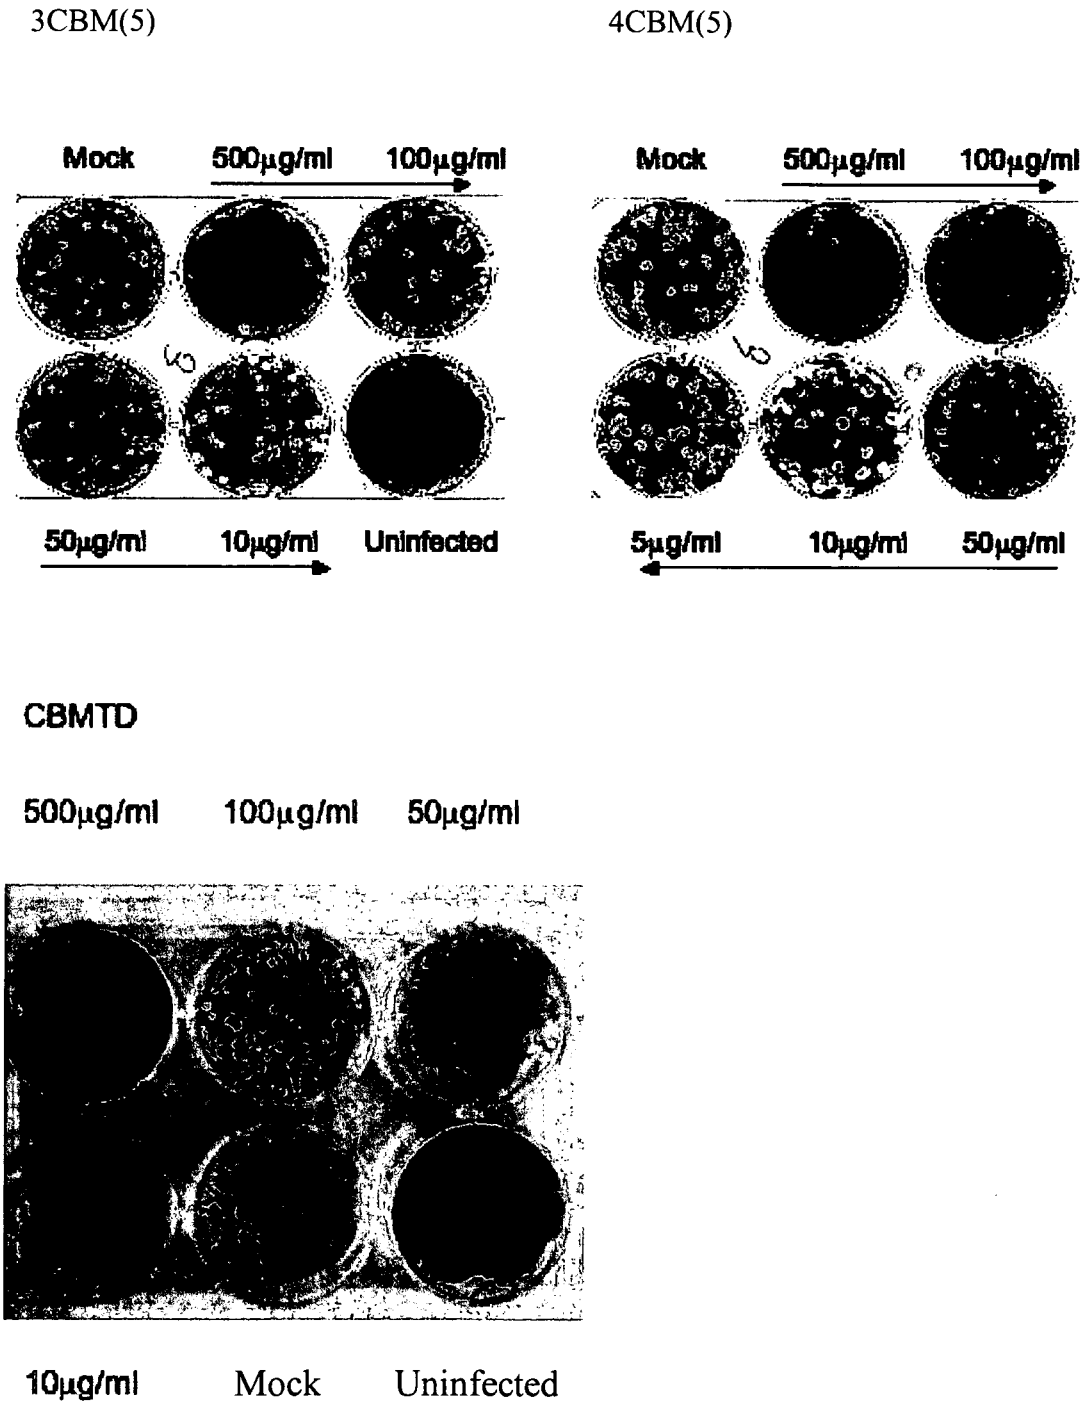 3CBM(5) 4CBM(5)
Mock 500µg/ml 100µg/ml Mock 500µg/ml 100µg/ml
50µg/ml 10µg/ml Uninfected 5µg/ml 10µg/ml 50µg/ml
CBMTD
500µg/ml 100µg/ml 50µg/ml
10µg/ml Mock Uninfected